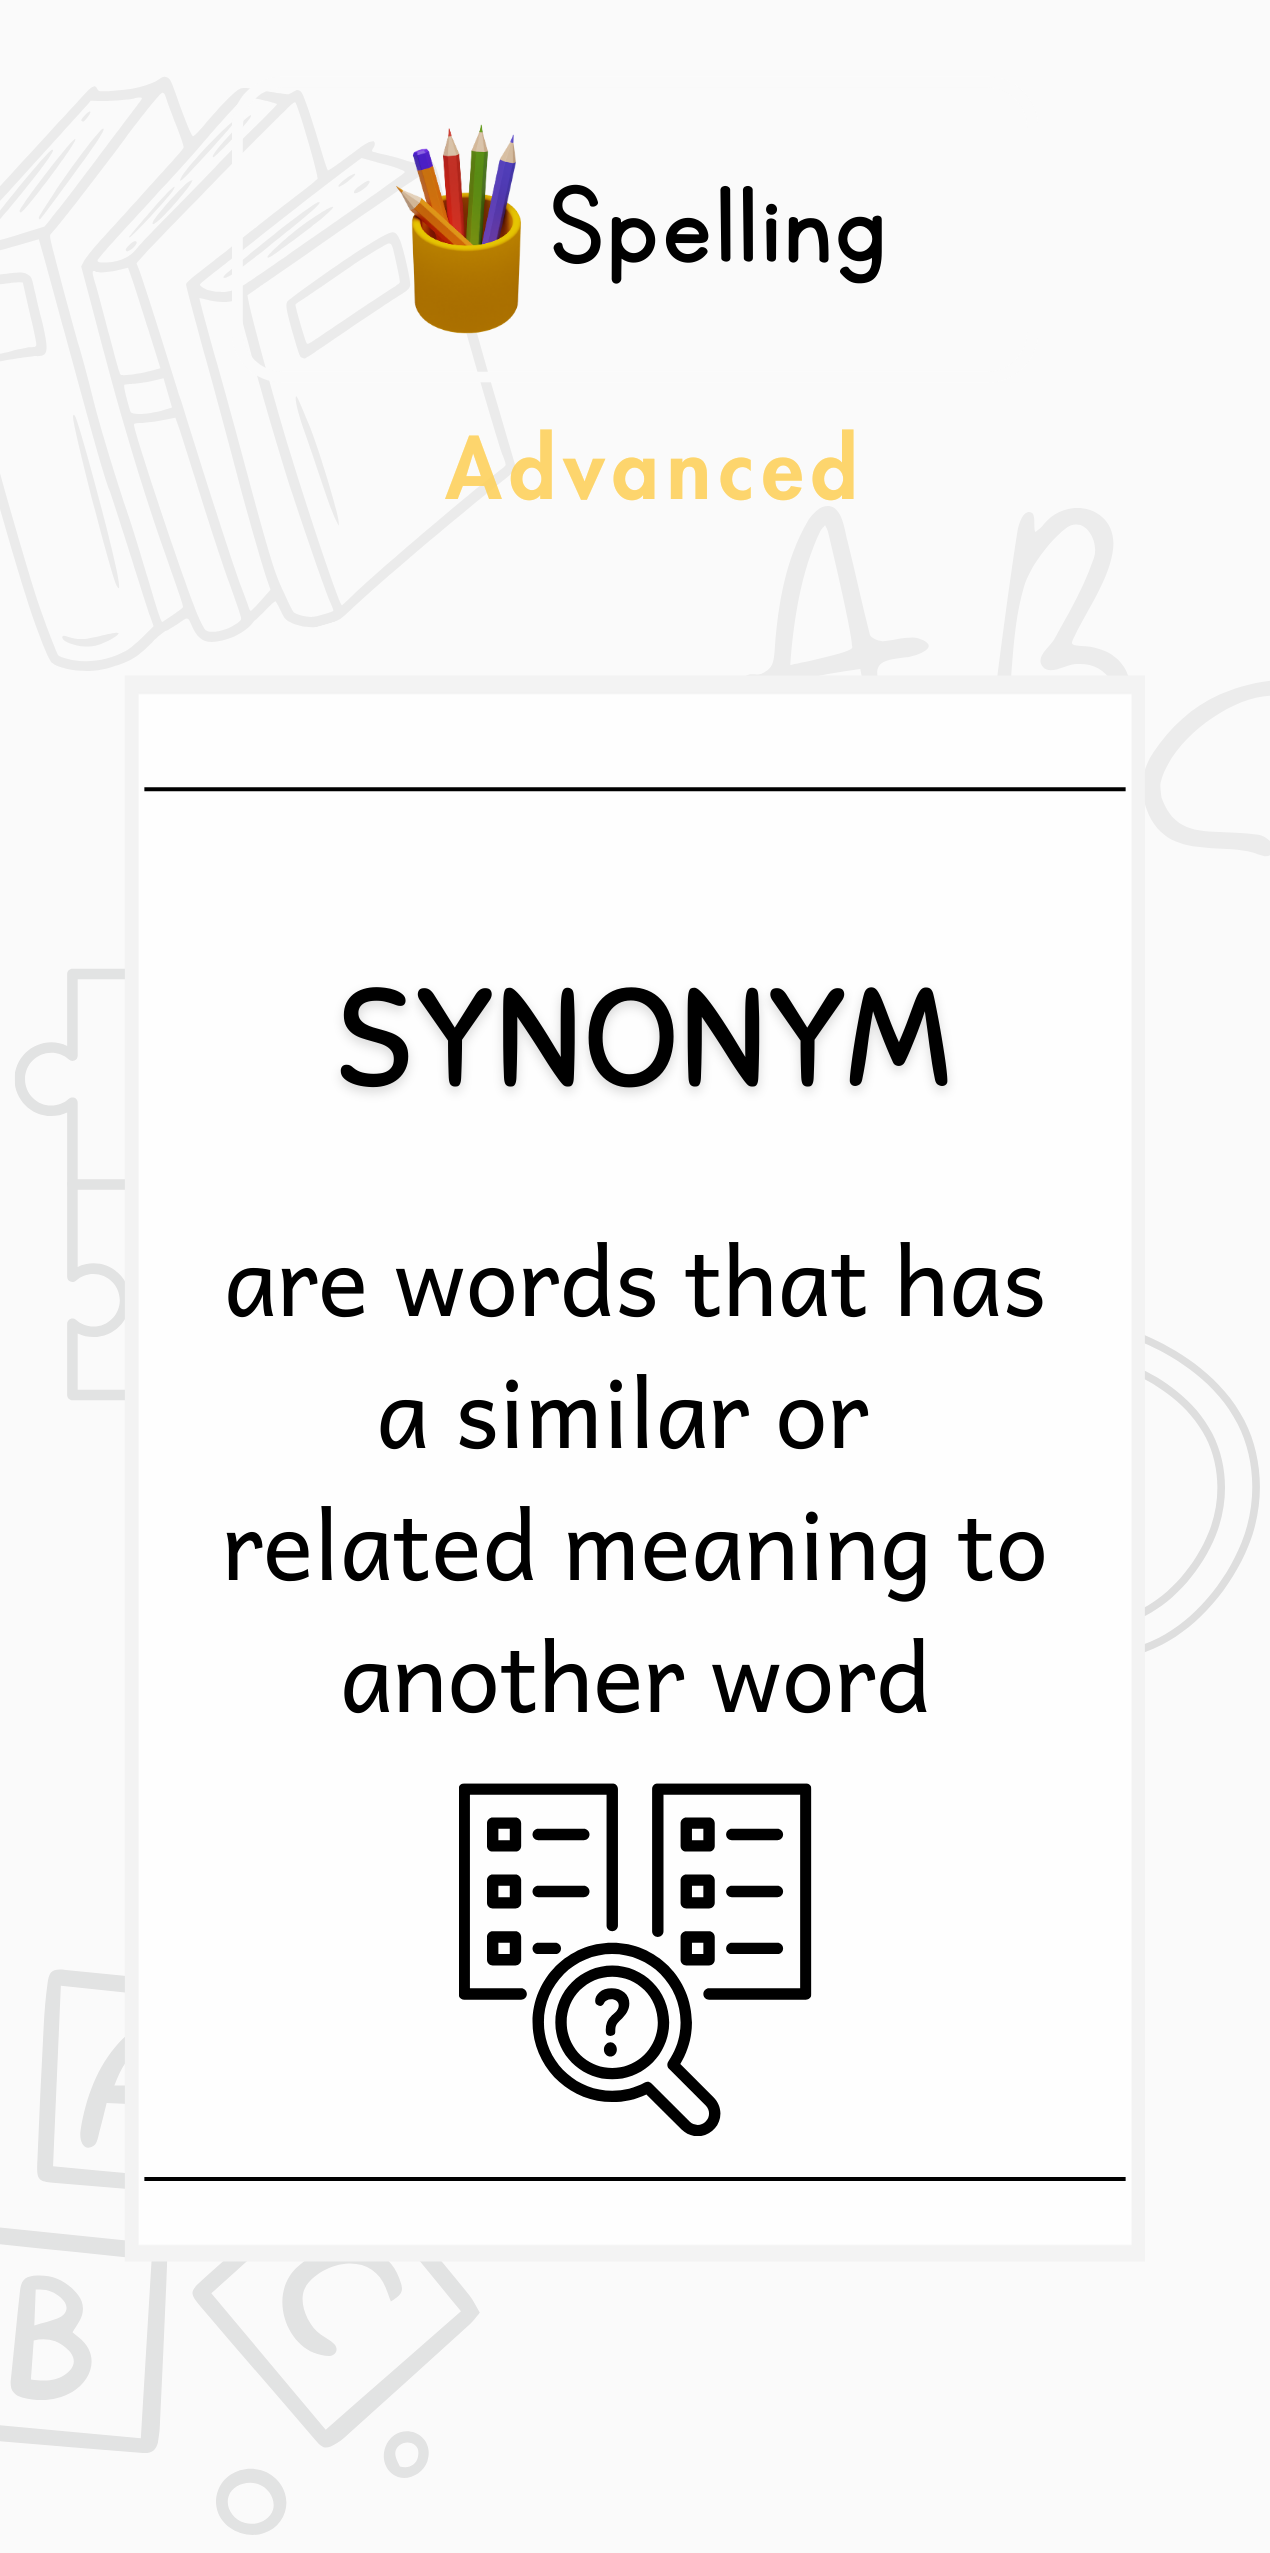 Spelling
Advanced
A B
SYNONYM
are words that has
a similar or
related meaning to
another word
?
A
B
C